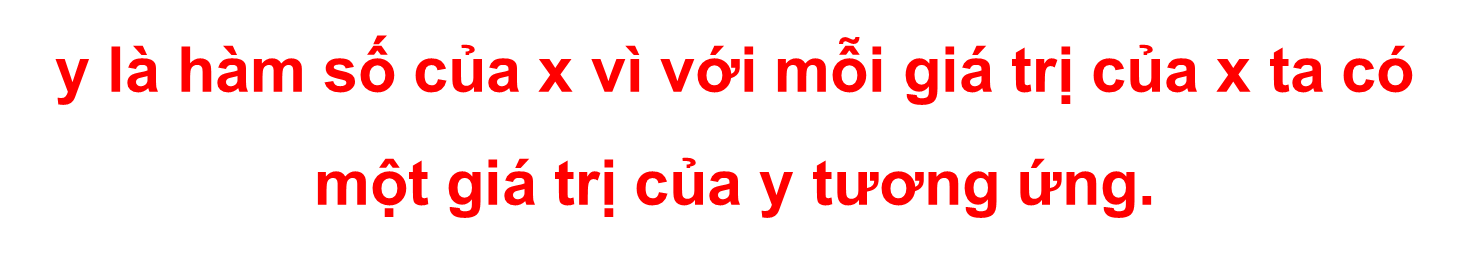 y là hàm số của x vì với mỗi giá trị của x ta có
một giá trị của y tương ứng.